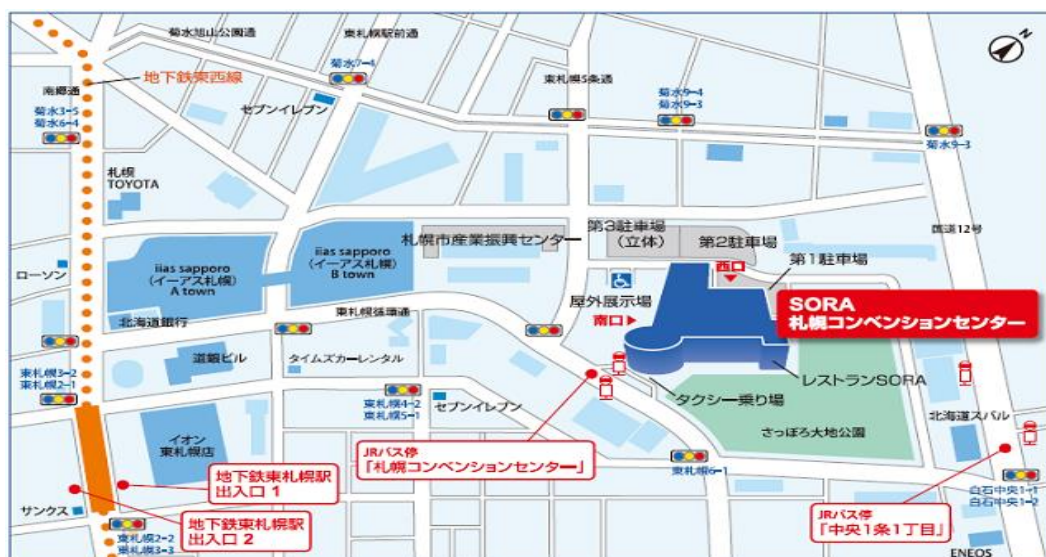 菊水旭山公園通
東札幌駅前通
N
菊水7-4
地下鉄東西線
東札幌5条通
南郷通
菊水3-5
菊水6-4
セブンイレブン
菊水9-4
菊水9-3
菊水9-3
札幌
TOYOTA
国道12号
第3駐車場
(立体)
札幌市産業振興センター
第2駐車場
iias sapporo
(イーアス札幌)
A town
iias sapporo
(イーアス札幌)
B town
ローソン
西口
第1駐車場
屋外展示場
南口
SORA
札幌コンベンションセンター
北海道銀行
東札幌循環通
道銀ビル
タイムズカーレンタル
東札幌3-2
東札幌2-1
東札幌4-2
東札幌5-1
セブンイレブン
レストランSORA
タクシー乗り場
さっぽろ大地公園
北海道スバル
イオン
東札幌店
JRバス停
「札幌コンベンションセンター」
東札幌6-1
地下鉄東札幌駅
出入口 1
白石中央1-1
白石中央1-2
サンクス
地下鉄東札幌駅
出入口 2
JRバス停
「中央1条1丁目」
東札幌2-2
東札幌3-3
ENEOS